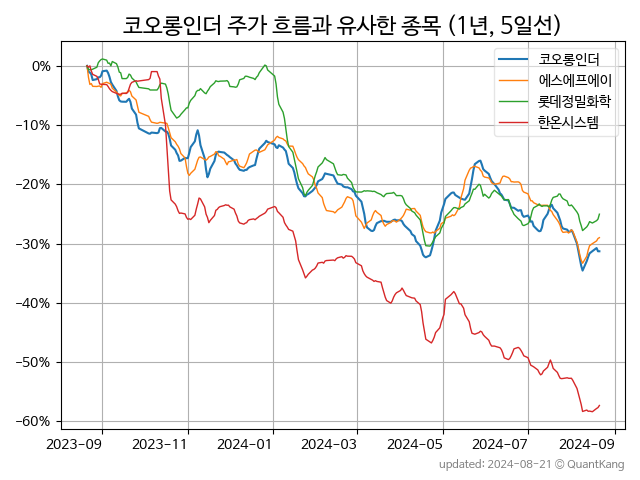 코오롱인더 주가 흐름과 유사한 종목 (1년, 5일선)
코오롱인더
에스에프에이
롯데정밀화학
한온시스템
0%
−10%
−20%
−30%
−40%
−50%
−60%
2023-09 2023-11 2024-01 2024-03 2024-05 2024-07 2024-09
updated: 2024-08-21 © QuantKang